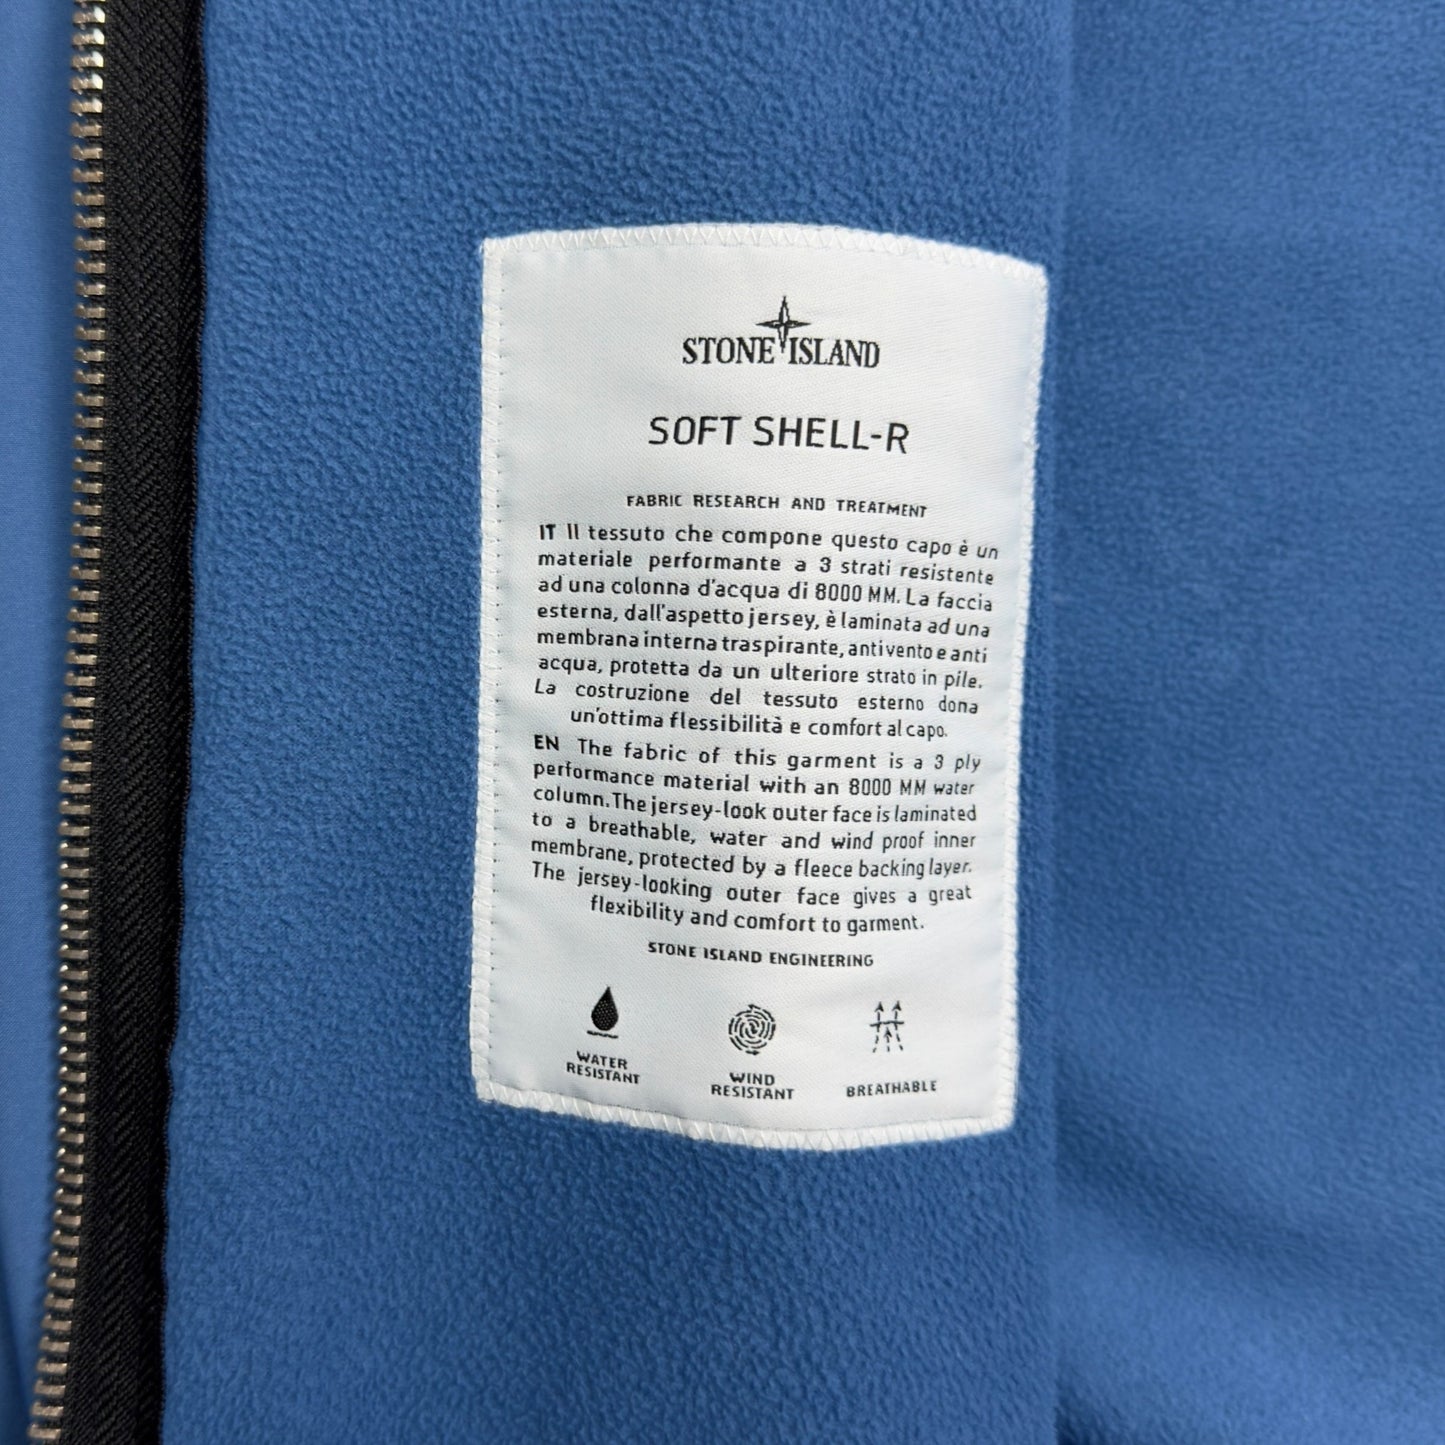 STONE ISLAND
SOFT SHELL-R
FABRIC RESEARCH AND TREATMENT
IT Il tessuto che compone questo capo è un
materiale performante a 3 strati resistente
ad una colonna d'acqua di 8000 MM. La faccia
esterna, dall'aspetto jersey, è laminata ad una
membrana interna traspirante, antivento e anti
acqua, protetta da un ulteriore strato in pile.
La costruzione del tessuto esterno dona
un'ottima flessibilità e comfort al capo.
EN The fabric of this garment is a 3 ply
performance material with an 8000 MM water
column. The jersey-look outer face is laminated
to a breathable, water and wind proof inner
membrane, protected by a fleece backing layer.
The jersey-looking outer face gives a great
flexibility and comfort to garment.
STONE ISLAND ENGINEERING
WATER
RESISTANT
WIND
RESISTANT
BREATHABLE